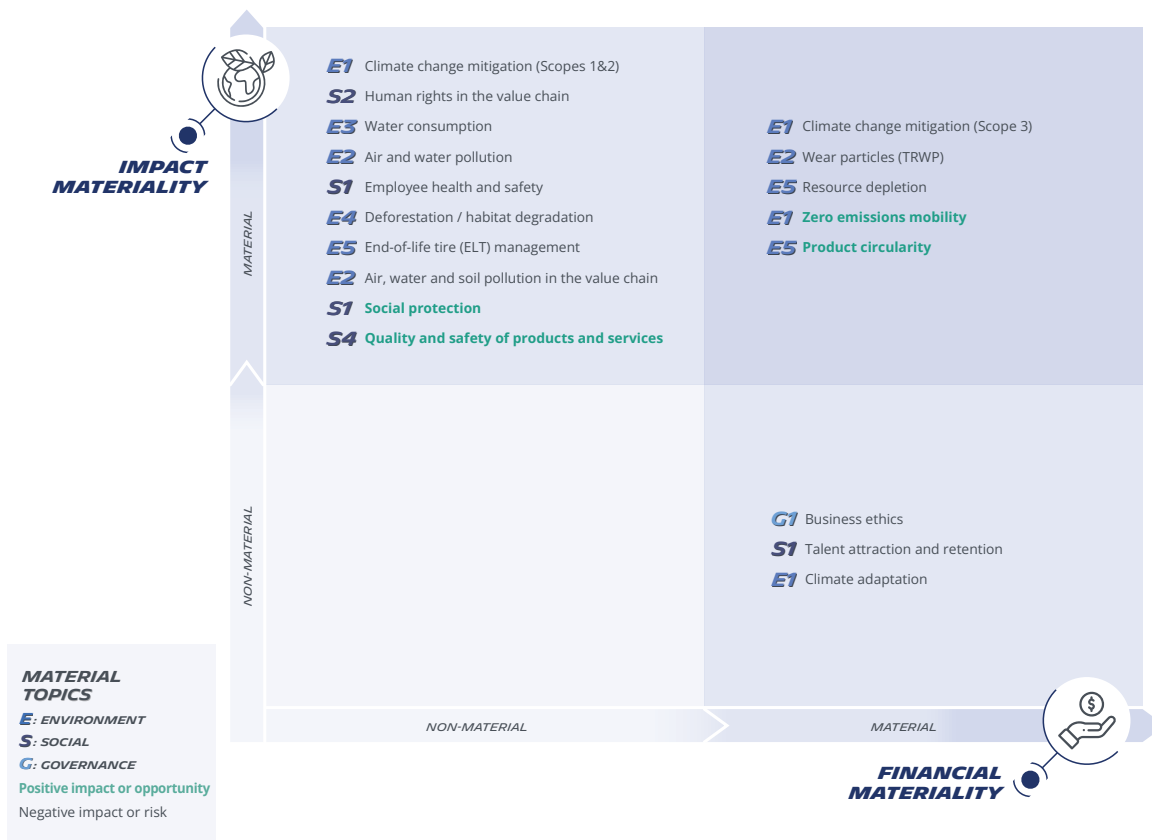 E1 Climate change mitigation (Scopes 1&2)
S2 Human rights in the value chain
E3 Water consumption
E2 Air and water pollution
S1 Employee health and safety
E4 Deforestation / habitat degradation
E5 End-of-life tire (ELT) management
E2 Air, water and soil pollution in the value chain
S1 Social protection
S4 Quality and safety of products and services
E1 Climate change mitigation (Scope 3)
E2 Wear particles (TRWP)
E5 Resource depletion
E1 Zero emissions mobility
E5 Product circularity
IMPACT
MATERIALITY
MATERIAL
NON-MATERIAL
G1 Business ethics
S1 Talent attraction and retention
E1 Climate adaptation
MATERIAL
TOPICS
E: ENVIRONMENT
S: SOCIAL
G: GOVERNANCE
Positive impact or opportunity
Negative impact or risk
NON-MATERIAL
MATERIAL
$
FINANCIAL
MATERIALITY